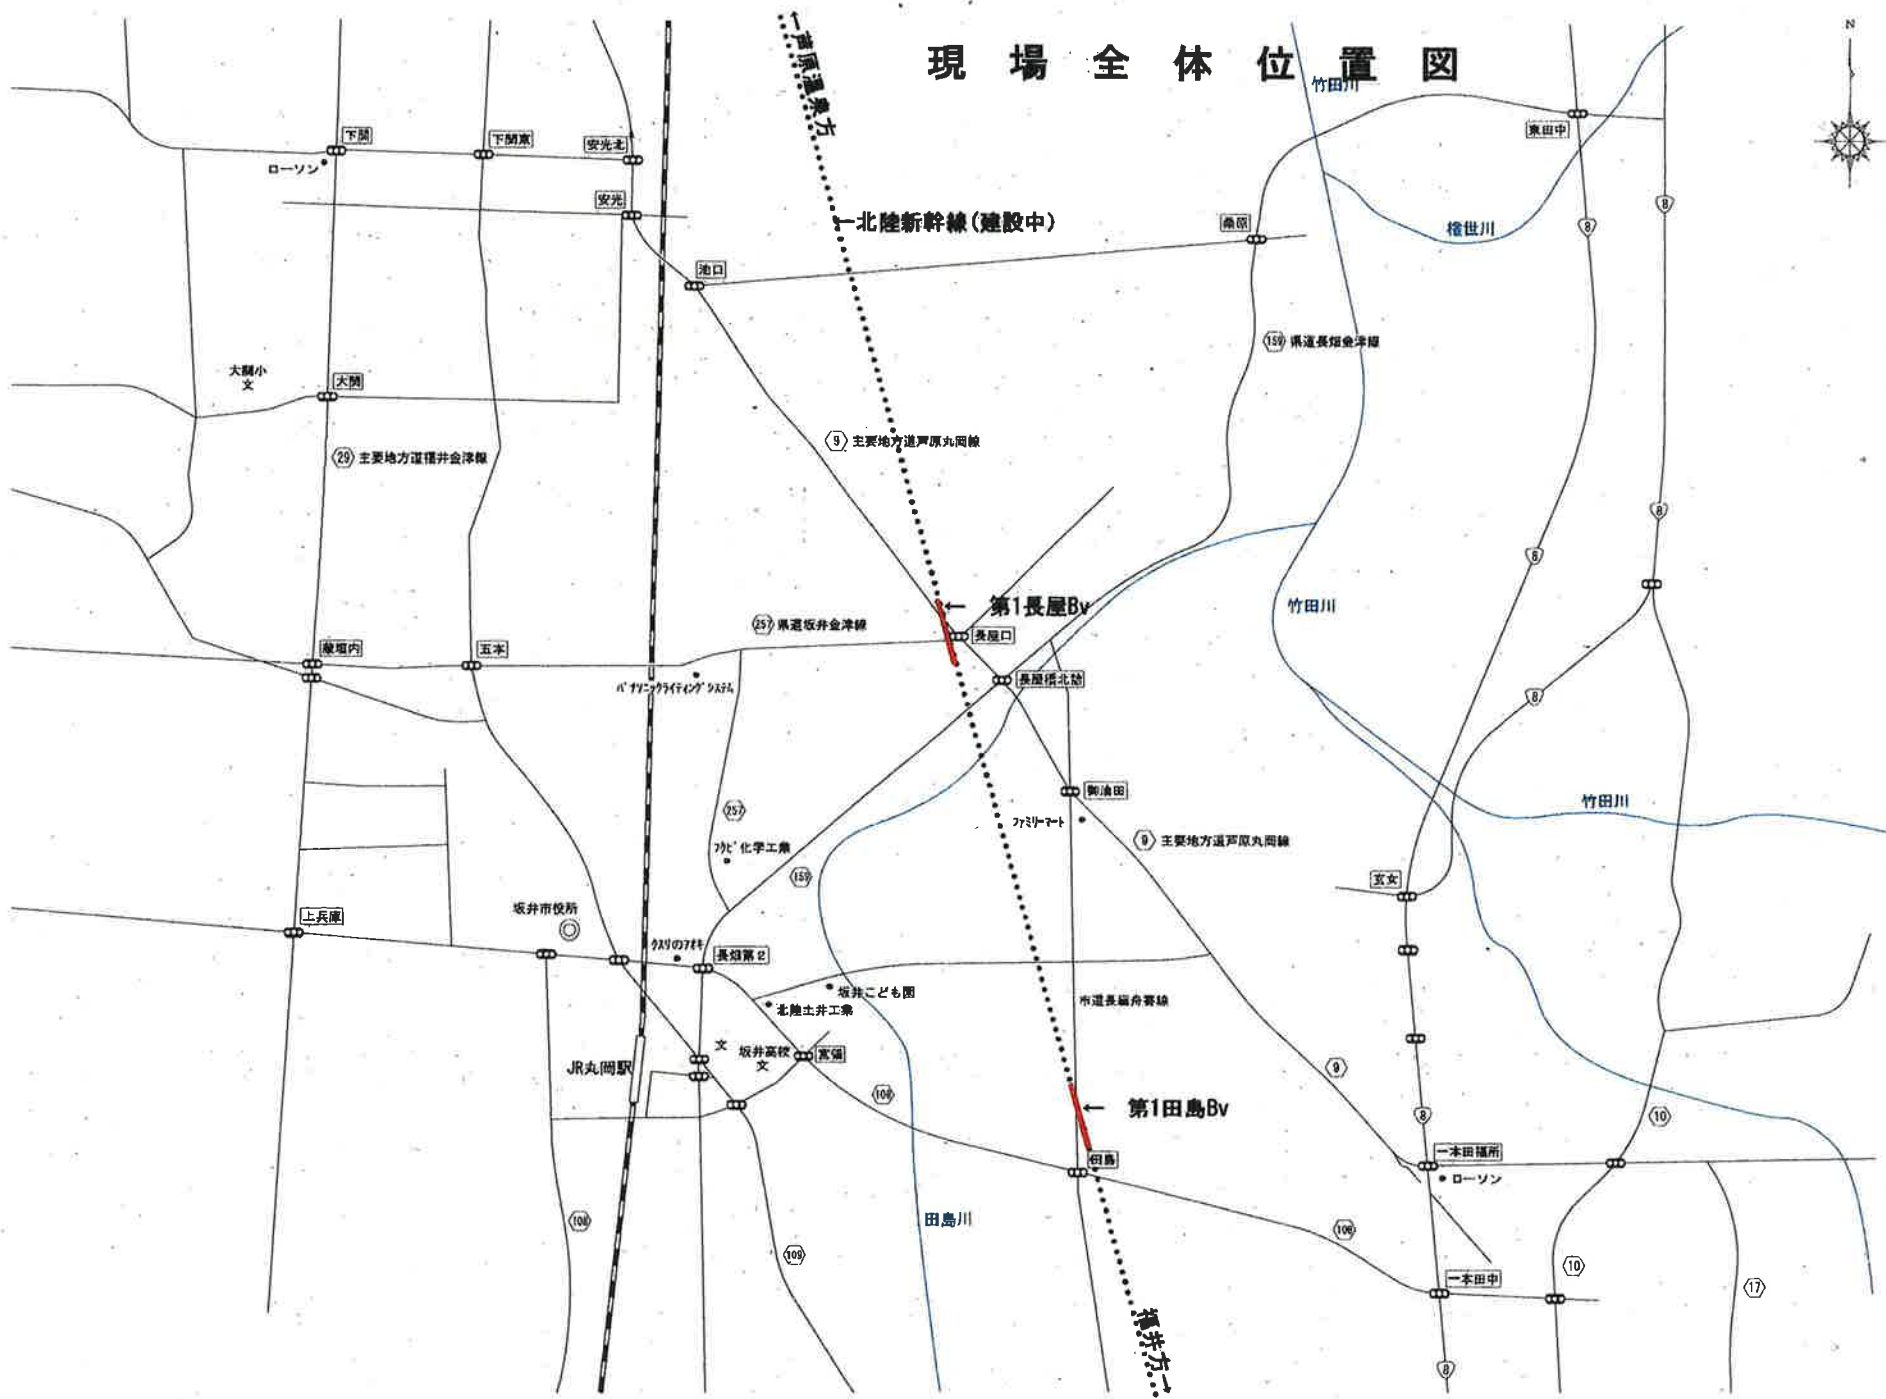 現場全体位置図
N
←芦原温泉方
竹田川
東田中
下関
下関東
安光北
ローソン
安光
←北陸新幹線(建設中)
桑原
権世川
8
8
池口
159 県道長畑金津線
大関小
文
大関
9 主要地方道芦原丸岡線
29 主要地方道福井金津線
8
8
第1長屋Bv
竹田川
257 県道坂井金津線
長屋口
蔵垣内
五本
長屋橋北詰
パナソニックライティングシステム
8
御油田
竹田川
257
ファミリーマート
9 主要地方道芦原丸岡線
フクビ化学工業
159
玄女
坂井市役所
上兵庫
クスリのアオキ
長畑第2
坂井こども園
市道長畝舟寄線
北陸土井工業
文
坂井高校
文
宮領
JR丸岡駅
9
108
←第1田島Bv
8
10
田島
一本田福所
ローソン
108
田島川
109
108
10
一本田中
17
福井方→
8